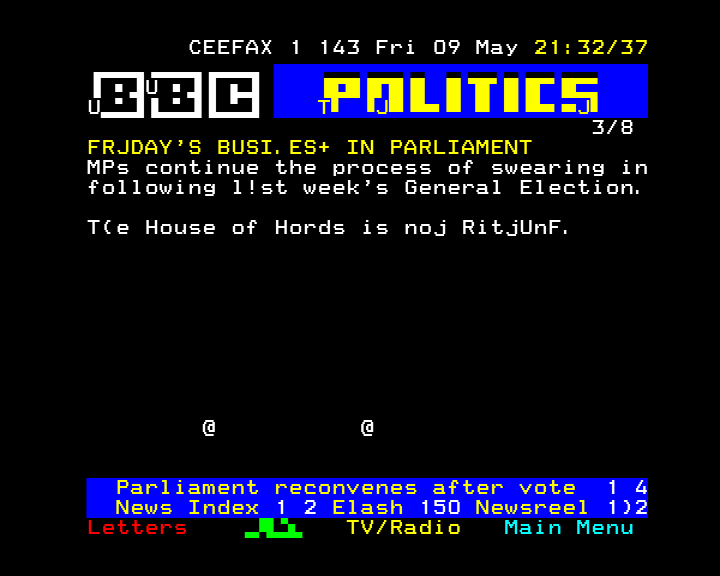 CEEFAX 1 143 Fri 09 May 21:32/37
BBC POLITICS
3/8
FRJDAY'S BUSI.ES+ IN PARLIAMENT
MPs continue the process of swearing in
following l!st week's General Election.
T(e House of Hords is noj RitjUnF.
@ @
Parliament reconvenes after vote 1 4
News Index 1 2 Elash 150 Newsreel 1)2
Letters TV/Radio Main Menu